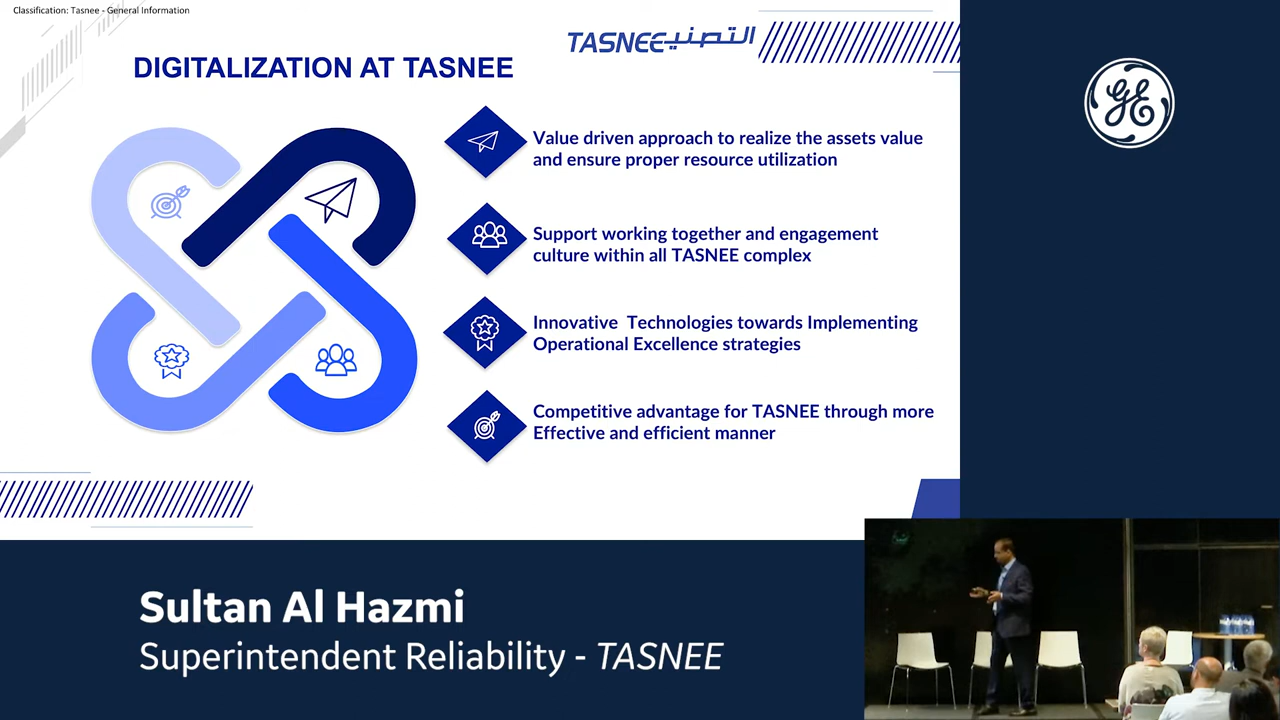 Classification: Tasnee - General Information
DIGITALIZATION AT TASNEE
TASNEE التصنيع
GE
Value driven approach to realize the assets value
and ensure proper resource utilization
Support working together and engagement
culture within all TASNEE complex
Innovative  Technologies towards Implementing
Operational Excellence strategies
Competitive advantage for TASNEE through more
Effective and efficient manner
Sultan Al Hazmi
Superintendent Reliability - TASNEE